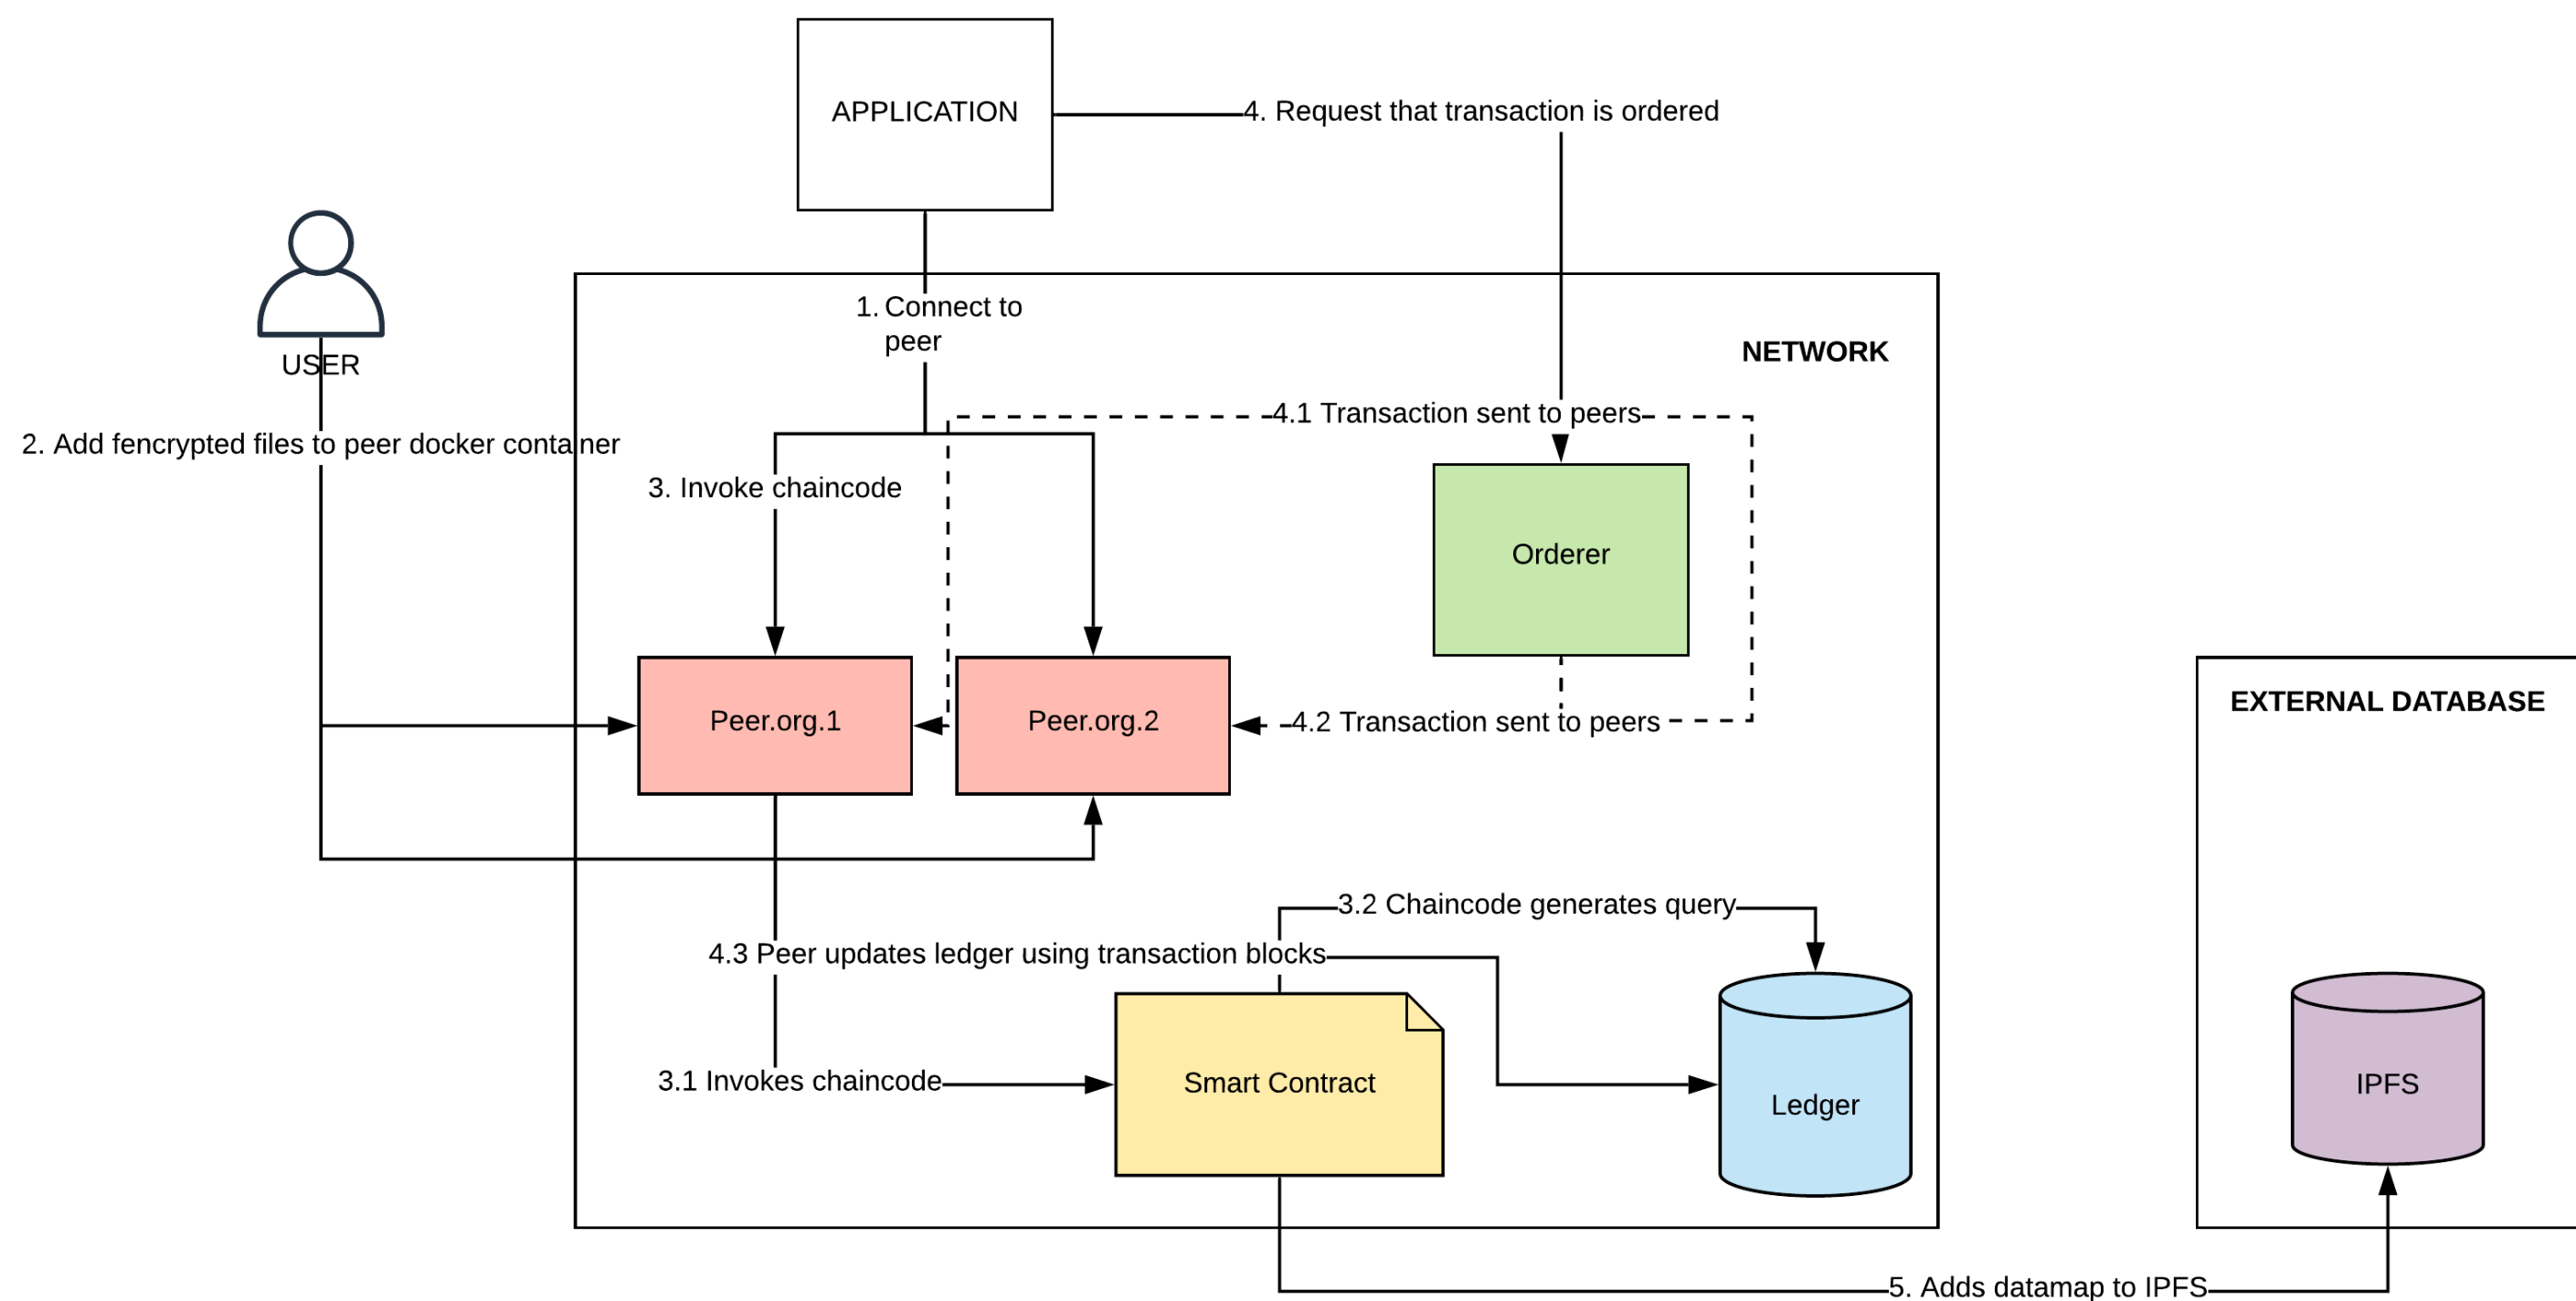 APPLICATION
4. Request that transaction is ordered
1. Connect to
peer
NETWORK
USER
2. Add fencrypted files to peer docker container
4.1 Transaction sent to peers
3. Invoke chaincode
Orderer
Peer.org.1
Peer.org.2
4.2 Transaction sent to peers
EXTERNAL DATABASE
3.2 Chaincode generates query
4.3 Peer updates ledger using transaction blocks
3.1 Invokes chaincode
Smart Contract
Ledger
IPFS
5. Adds datamap to IPFS